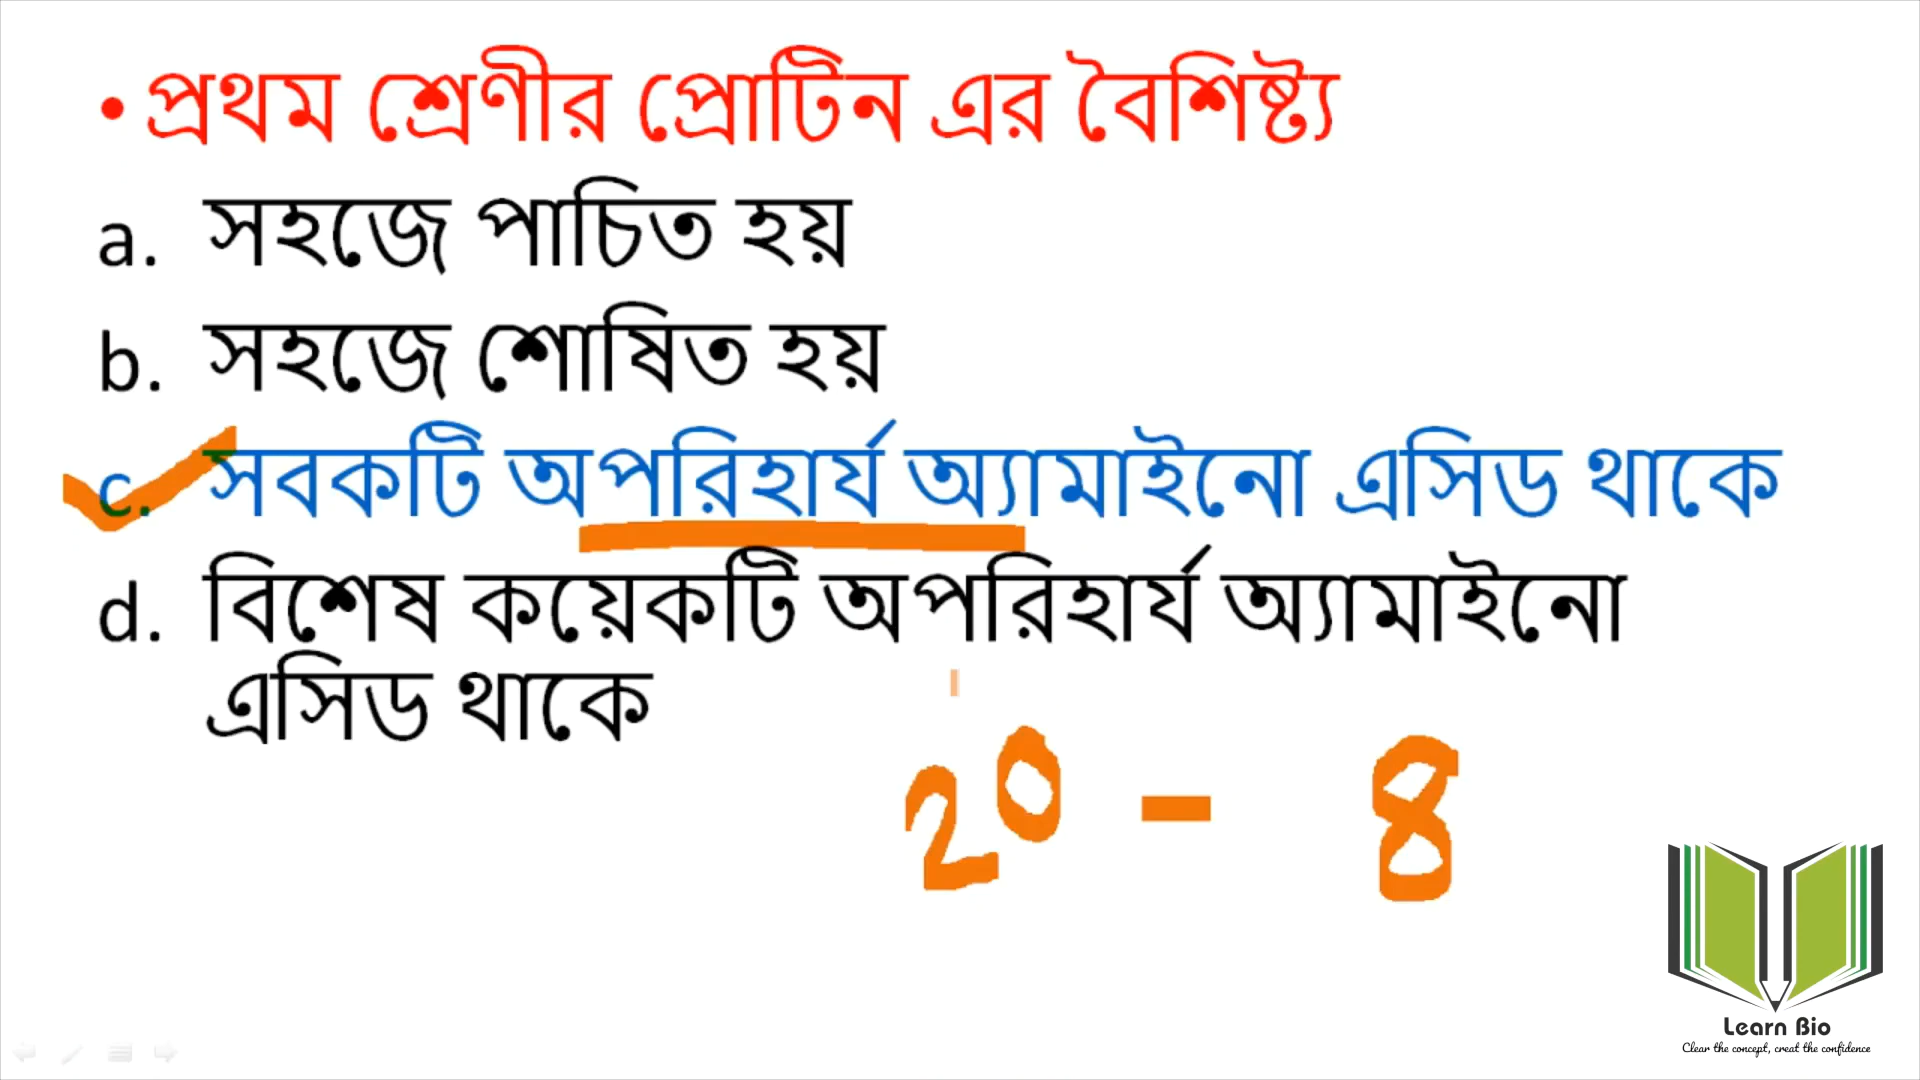 • প্রথম শ্রেণীর প্রোটিন এর বৈশিষ্ট্য
a. সহজে পাচিত হয়
b. সহজে শোষিত হয়
c. সবকটি অপরিহার্য অ্যামাইনো এসিড থাকে
d. বিশেষ কয়েকটি অপরিহার্য অ্যামাইনো
এসিড থাকে
20 - 8
Learn Bio
Clear the concept, creat the confidence